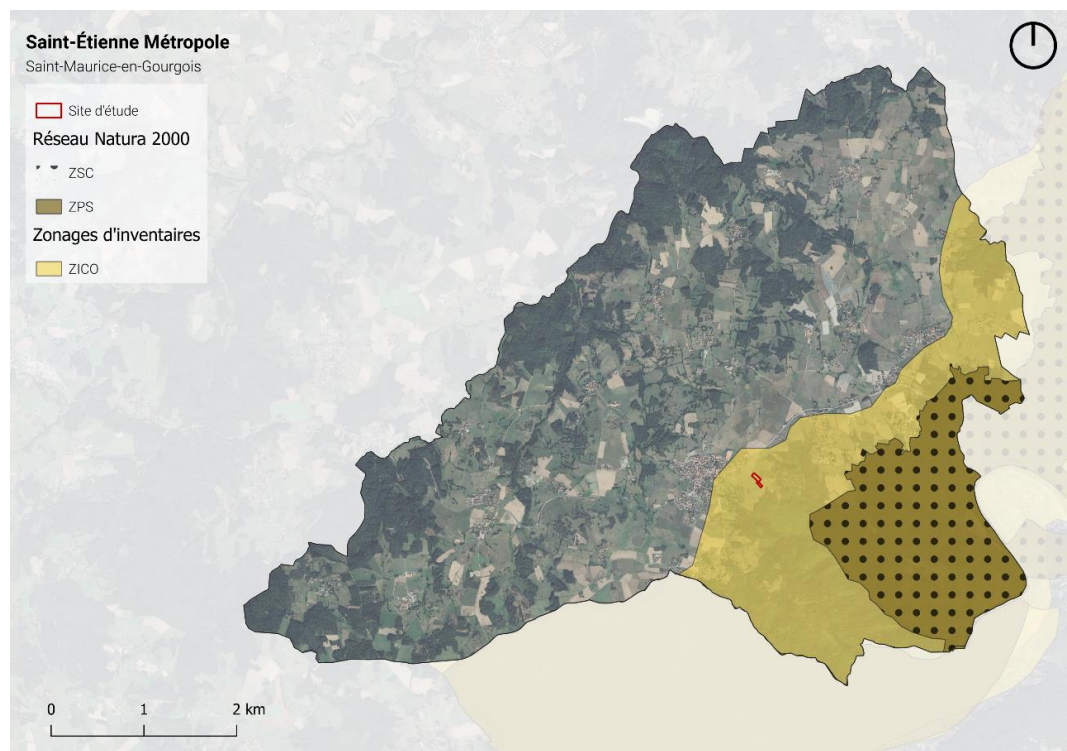 Saint-Étienne Métropole
Saint-Maurice-en-Gourgois
Site d'étude
Réseau Natura 2000
ZSC
ZPS
Zonages d'inventaires
ZICO
0 1 2 km